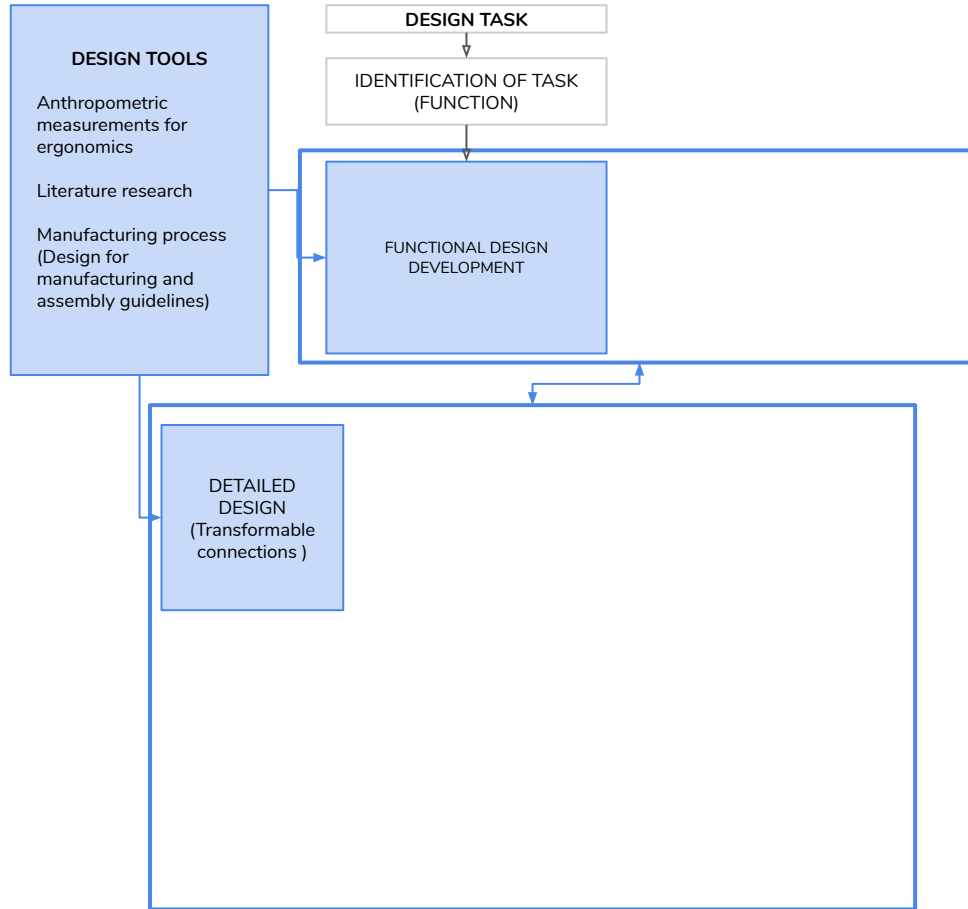 DESIGN TOOLS
Anthropometric
measurements for
ergonomics
Literature research
Manufacturing process
(Design for
manufacturing and
assembly guidelines)
DESIGN TASK
IDENTIFICATION OF TASK
(FUNCTION)
FUNCTIONAL DESIGN
DEVELOPMENT
DETAILED
DESIGN
(Transformable
connections )